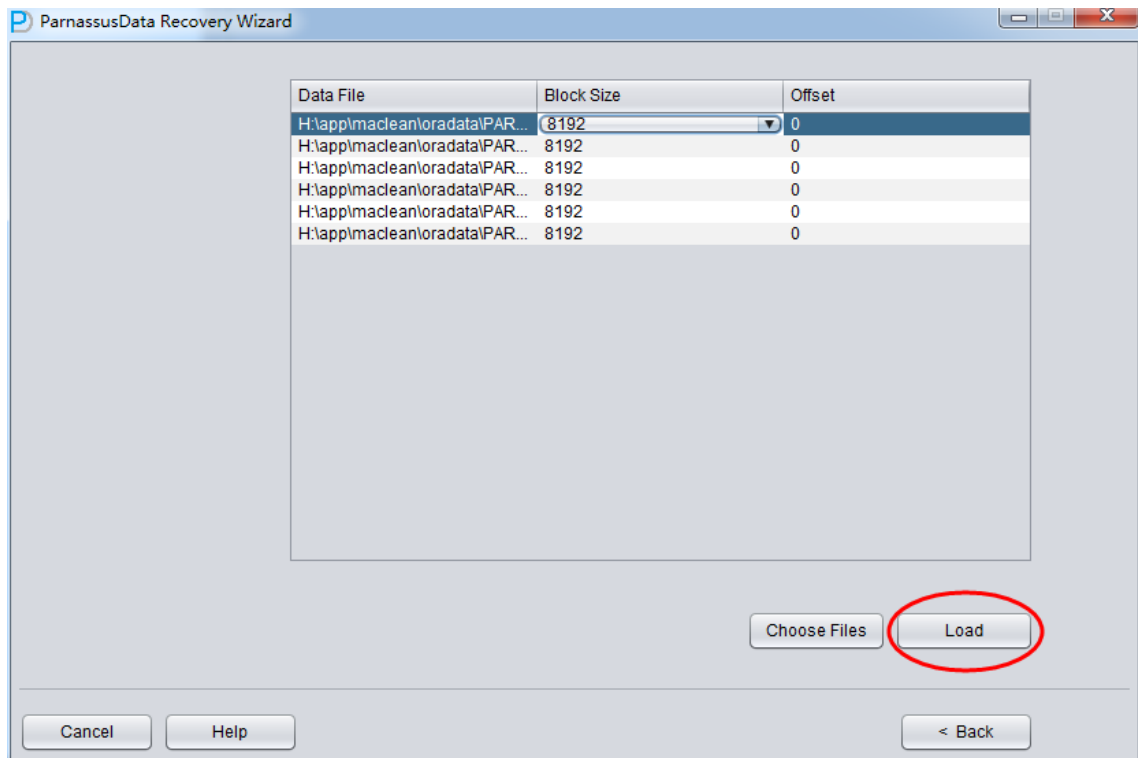 ParnassusData Recovery Wizard
Data File Block Size Offset
H:\app\maclean\oradata\PAR... 8192 0
H:\app\maclean\oradata\PAR... 8192 0
H:\app\maclean\oradata\PAR... 8192 0
H:\app\maclean\oradata\PAR... 8192 0
H:\app\maclean\oradata\PAR... 8192 0
H:\app\maclean\oradata\PAR... 8192 0
Choose Files Load
Cancel Help < Back